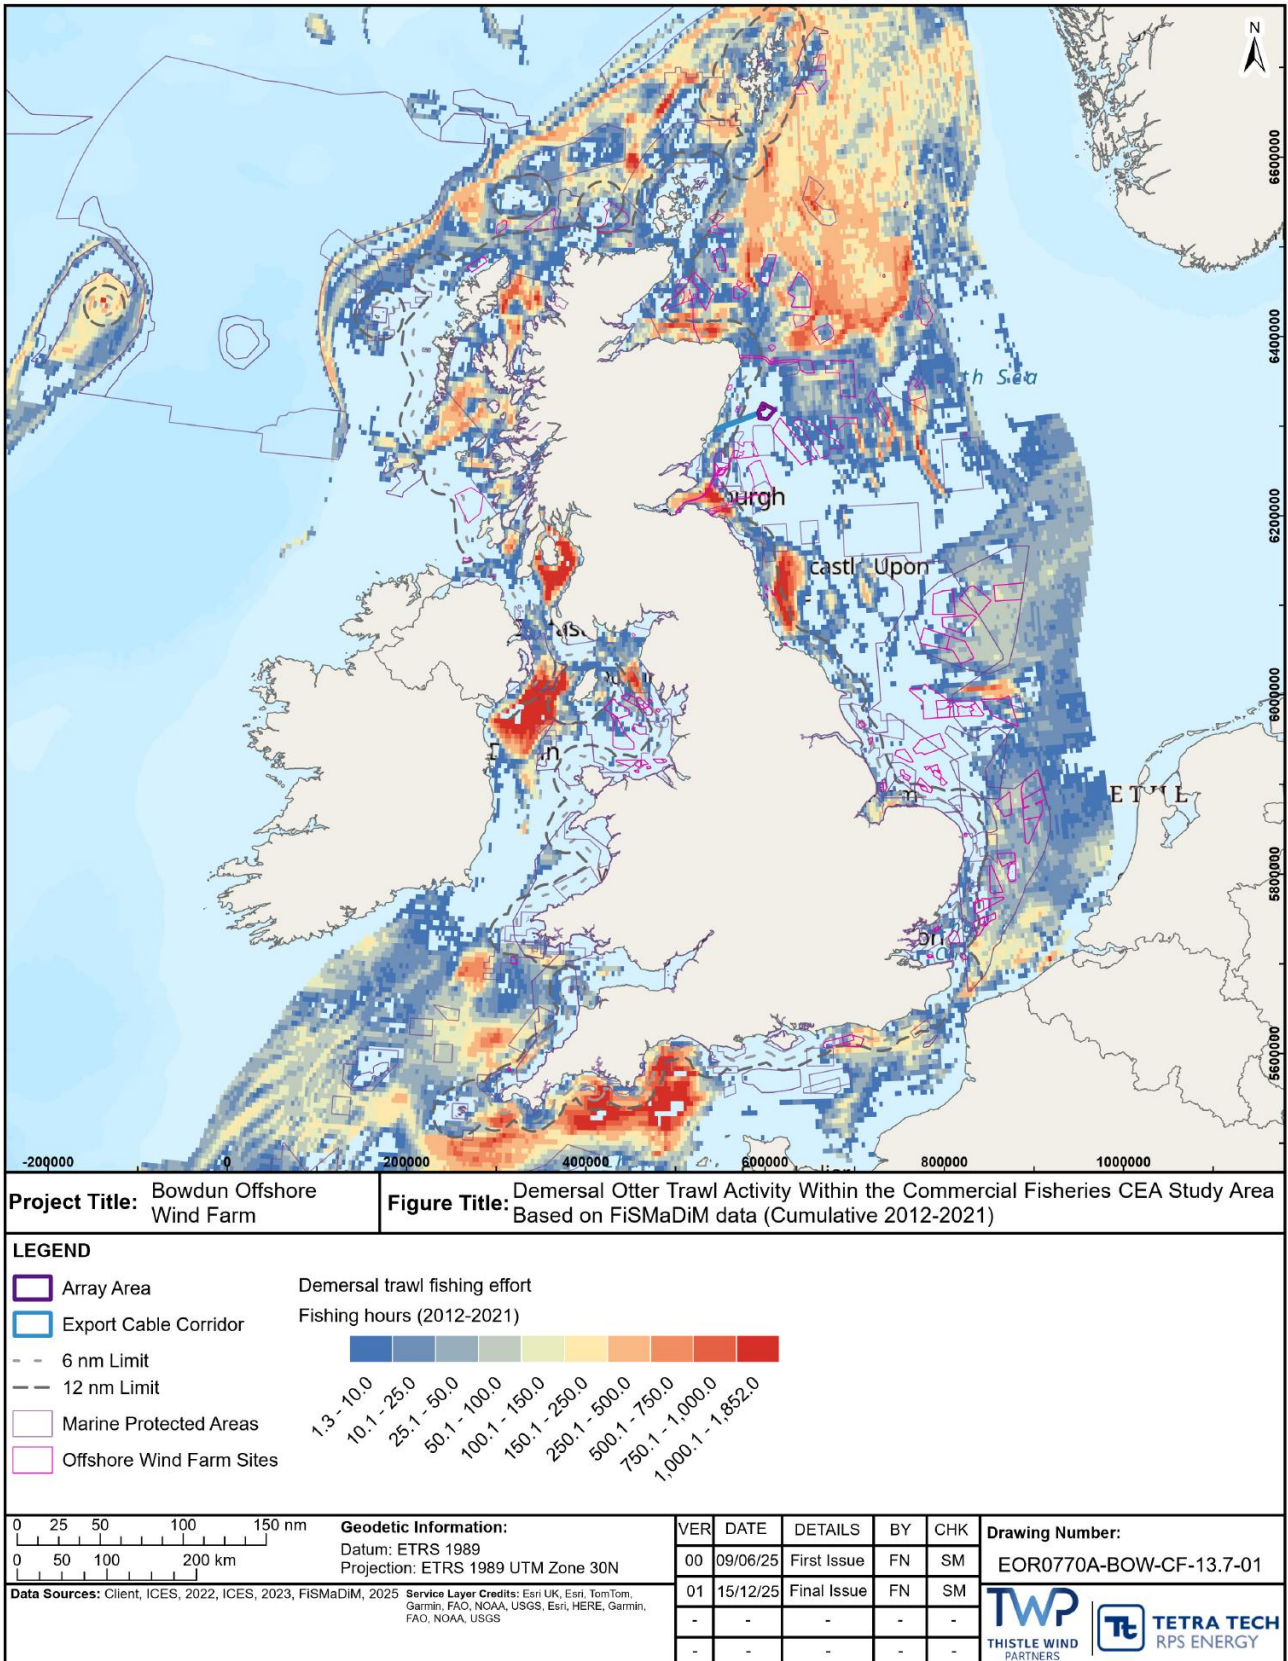 N
6600000
6400000
th Sea
burgh
6200000
castl Upon
6000000
5800000
5600000
-200000 0 200000 400000 600000 800000 1000000
Project Title: Bowdun Offshore
Wind Farm
Figure Title: Demersal Otter Trawl Activity Within the Commercial Fisheries CEA Study Area
Based on FiSMaDiM data (Cumulative 2012-2021)
LEGEND
Array Area
Export Cable Corridor
6 nm Limit
12 nm Limit
Marine Protected Areas
Offshore Wind Farm Sites
Demersal trawl fishing effort
Fishing hours (2012-2021)
1.3 - 10.0
10.1 - 25.0
25.1 - 50.0
50.1 - 100.0
100.1 - 150.0
150.1 - 250.0
250.1 - 500.0
500.1 - 750.0
750.1 - 1,000.0
1,000.1 - 1,852.0
0 25 50 100 150 nm
0 50 100 200 km
Geodetic Information:
Datum: ETRS 1989
Projection: ETRS 1989 UTM Zone 30N
Data Sources: Client, ICES, 2022, ICES, 2023, FiSMaDiM, 2025
Service Layer Credits: Esri UK, Esri, TomTom,
Garmin, FAO, NOAA, USGS, Esri, HERE, Garmin,
FAO, NOAA, USGS
VER DATE DETAILS BY CHK
00 09/06/25 First Issue FN SM
01 15/12/25 Final Issue FN SM
- - - - -
- - - - -
Drawing Number:
EOR0770A-BOW-CF-13.7-01
TWP
THISTLE WIND
PARTNERS
Tt
TETRA TECH
RPS ENERGY